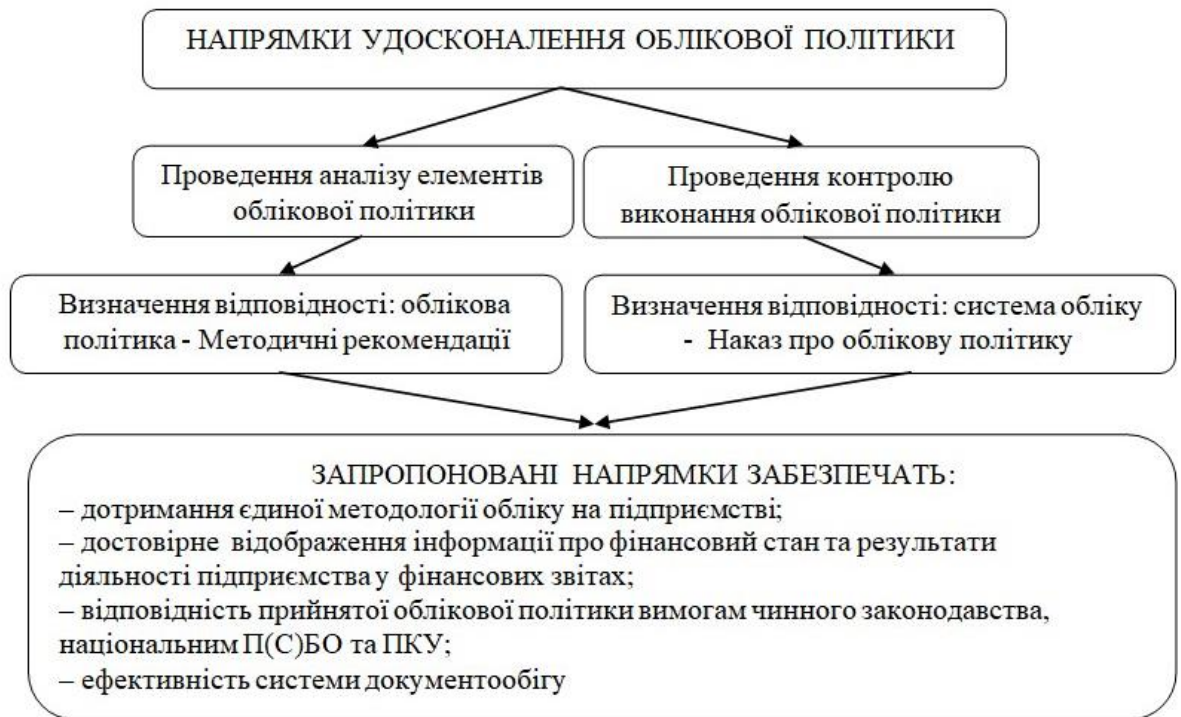 НАПРЯМКИ УДОСКОНАЛЕННЯ ОБЛІКОВОЇ ПОЛІТИКИ
Проведення аналізу елементів
облікової політики
Проведення контролю
виконання облікової політики
Визначення відповідності: облікова
політика - Методичні рекомендації
Визначення відповідності: система обліку
- Наказ про облікову політику
ЗАПРОПОНОВАНІ НАПРЯМКИ ЗАБЕЗПЕЧАТЬ:
– дотримання єдиної методології обліку на підприємстві;
– достовірне відображення інформації про фінансовий стан та результати
діяльності підприємства у фінансових звітах;
– відповідність прийнятої облікової політики вимогам чинного законодавства,
національним П(С)БО та ПКУ;
– ефективність системи документообігу